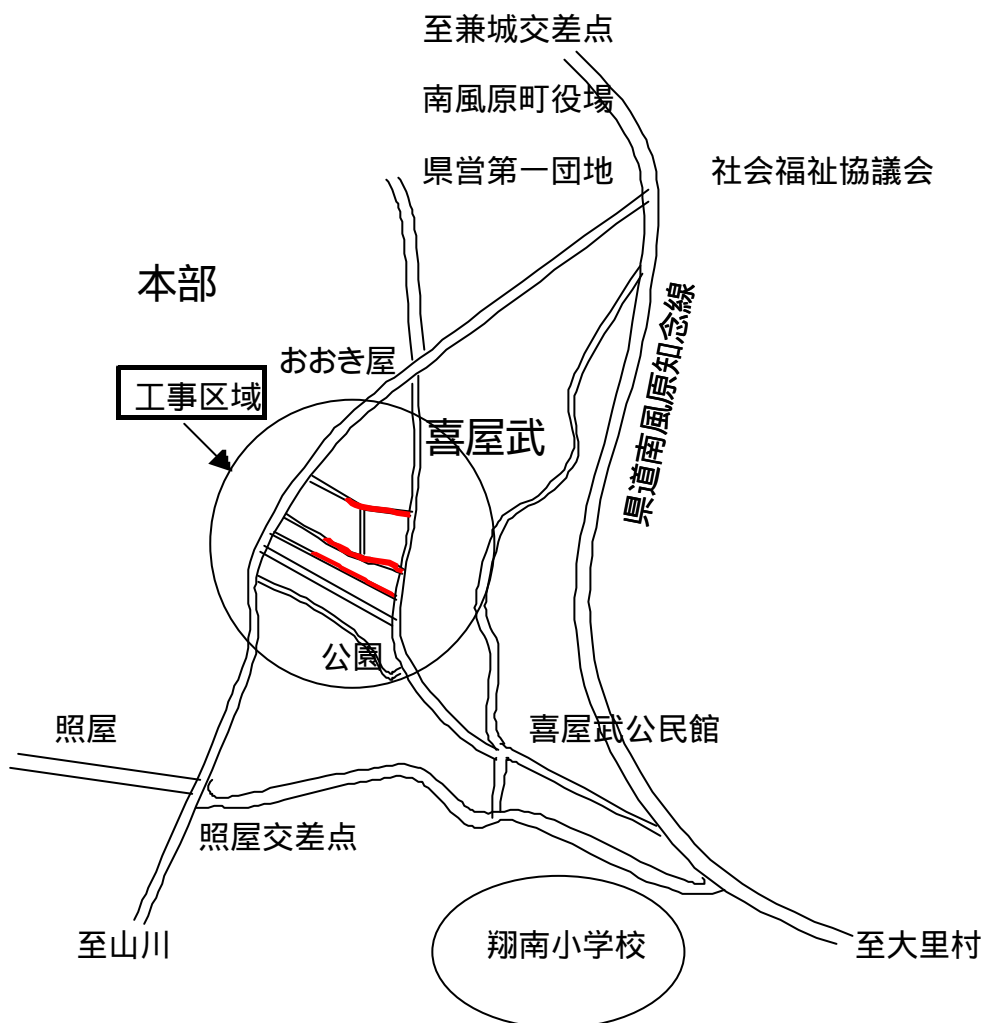 至兼城交差点
南風原町役場
県営第一団地
社会福祉協議会
本部
県道南風原知念線
おおき屋
工事区域
喜屋武
公園
照屋
喜屋武公民館
照屋交差点
至山川
翔南小学校
至大里村